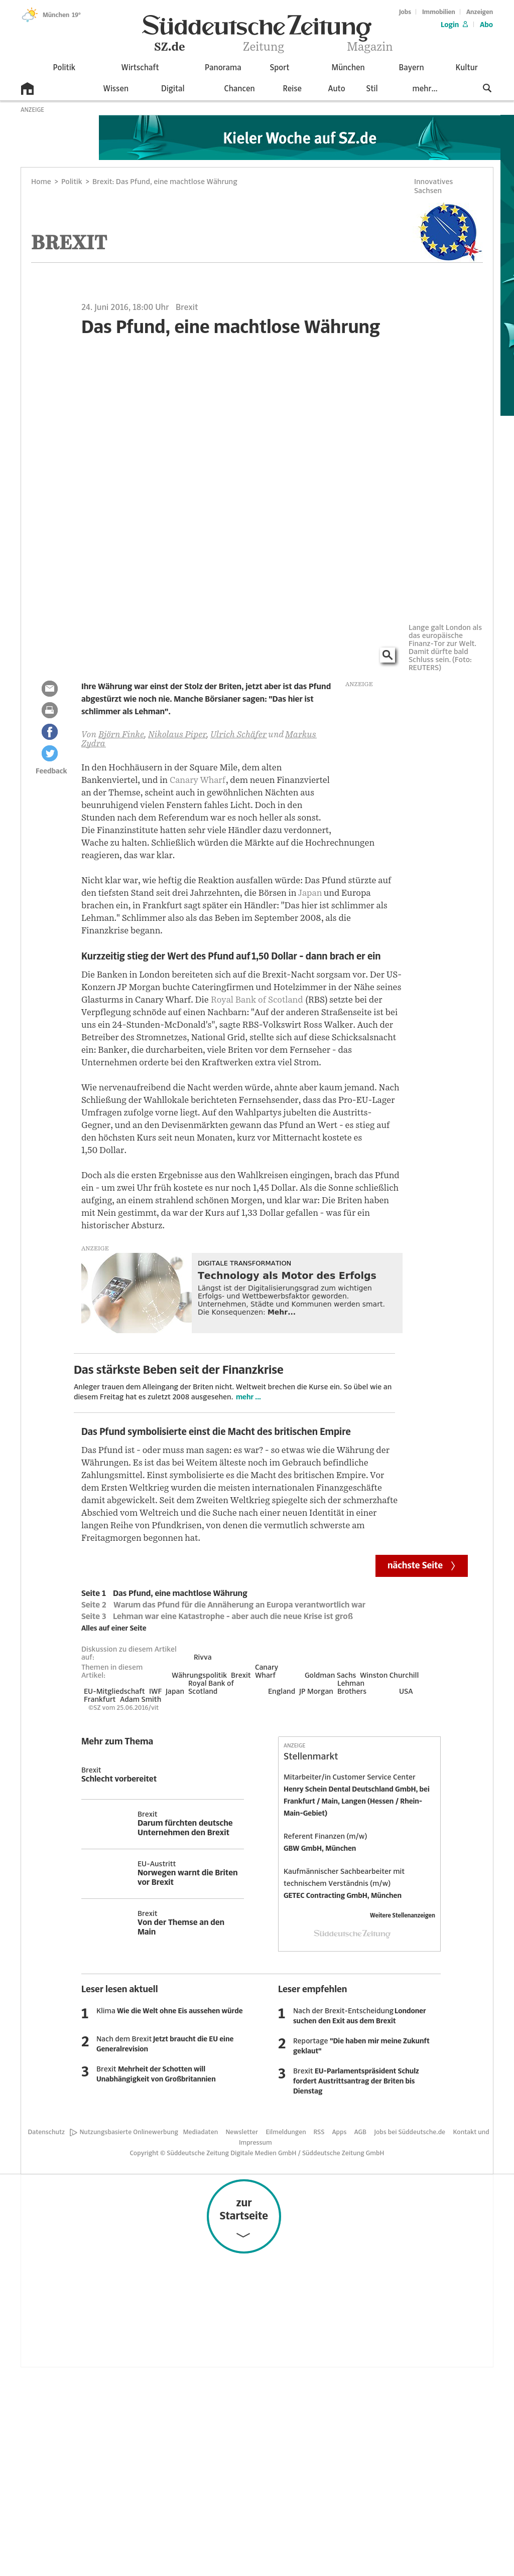 München 19°
Jobs
Immobilien
Anzeigen
Login
Abo
Süddeutsche Zeitung
SZ.de
Zeitung
Magazin
Politik
Wirtschaft
Panorama
Sport
München
Bayern
Kultur
Wissen
Digital
Chancen
Reise
Auto
Stil
mehr...
ANZEIGE
Kieler Woche auf SZ.de
Home > Politik > Brexit: Das Pfund, eine machtlose Währung
Innovatives
Sachsen
BREXIT
24. Juni 2016, 18:00 Uhr Brexit
Das Pfund, eine machtlose Währung
Lange galt London als
das europäische
Finanz-Tor zur Welt.
Damit dürfte bald
Schluss sein. (Foto:
REUTERS)
Feedback
Ihre Währung war einst der Stolz der Briten, jetzt aber ist das Pfund
abgestürzt wie noch nie. Manche Börsianer sagen: "Das hier ist
schlimmer als Lehman".
ANZEIGE
Von Björn Finke, Nikolaus Piper, Ulrich Schäfer und Markus
Zydra
In den Hochhäusern in der Square Mile, dem alten
Bankenviertel, und in Canary Wharf, dem neuen Finanzviertel
an der Themse, scheint auch in gewöhnlichen Nächten aus
beunruhigend vielen Fenstern fahles Licht. Doch in den
Stunden nach dem Referendum war es noch heller als sonst.
Die Finanzinstitute hatten sehr viele Händler dazu verdonnert,
Wache zu halten. Schließlich würden die Märkte auf die Hochrechnungen
reagieren, das war klar.
Nicht klar war, wie heftig die Reaktion ausfallen würde: Das Pfund stürzte auf
den tiefsten Stand seit drei Jahrzehnten, die Börsen in Japan und Europa
brachen ein, in Frankfurt sagt später ein Händler: "Das hier ist schlimmer als
Lehman." Schlimmer also als das Beben im September 2008, als die
Finanzkrise begann.
Kurzzeitig stieg der Wert des Pfund auf 1,50 Dollar - dann brach er ein
Die Banken in London bereiteten sich auf die Brexit-Nacht sorgsam vor. Der US-
Konzern JP Morgan buchte Cateringfirmen und Hotelzimmer in der Nähe seines
Glasturms in Canary Warf. Die Royal Bank of Scotland (RBS) setzte bei der
Verpflegung schnöde auf einen Nachbarn: "Auf der anderen Straßenseite ist bei
uns ein 24-Stunden-McDonald's", sagte RBS-Volkswirt Ross Walker. Auch der
Betreiber des Stromnetzes, National Grid, stellte sich auf diese Schicksalsnacht
ein: Banker, die durcharbeiten, viele Briten vor dem Fernseher - das
Unternehmen orderte bei den Kraftwerken extra viel Strom.
Wie nervenaufreibend die Nacht werden würde, ahnte aber kaum jemand. Nach
Schließung der Wahllokale berichteten Fernsehsender, dass das Pro-EU-Lager
Umfragen zufolge vorne liegt. Auf den Wahlpartys jubelten die Austritts-
Gegner, und an den Devisenmärkten gewann das Pfund an Wert - es stieg auf
den höchsten Kurs seit neun Monaten, kurz vor Mitternacht kostete es
1,50 Dollar.
Doch als die ersten Ergebnisse aus den Wahlkreisen eingingen, brach das Pfund
ein - um zwei Uhr früh kostete es nur noch 1,45 Dollar. Als die Sonne schließlich
aufging, an einem strahlend schönen Morgen, und klar war: Die Briten haben
mit Nein gestimmt, da war der Kurs auf 1,33 Dollar gefallen - was für ein
historischer Absturz.
ANZEIGE
DIGITALE TRANSFORMATION
Technology als Motor des Erfolgs
Längst ist der Digitalisierungsgrad zum wichtigen
Erfolgs- und Wettbewerbsfaktor geworden.
Unternehmen, Städte und Kommunen werden smart.
Die Konsequenzen: Mehr...
Das stärkste Beben seit der Finanzkrise
Anleger trauen dem Alleingang der Briten nicht. Weltweit brechen die Kurse ein. So übel wie an
diesem Freitag hat es zuletzt 2008 ausgesehen. mehr ...
Das Pfund symbolisierte einst die Macht des britischen Empire
Das Pfund ist - oder muss man sagen: es war? - so etwas wie die Währung der
Währungen. Es ist das bei Weitem älteste noch im Gebrauch befindliche
Zahlungsmittel. Einst symbolisierte es die Macht des britischen Empire. Vor
dem Ersten Weltkrieg wurden die meisten internationalen Finanzgeschäfte
damit abgewickelt. Seit dem Zweiten Weltkrieg spiegelte sich der schmerzhafte
Abschied vom Weltreich und die Suche nach einer neuen Identität in einer
langen Reihe von Pfundkrisen, von denen die vermutlich schwerste am
Freitagmorgen begonnen hat.
nächste Seite
Seite 1 Das Pfund, eine machtlose Währung
Seite 2 Warum das Pfund für die Annäherung an Europa verantwortlich war
Seite 3 Lehman war eine Katastrophe - aber auch die neue Krise ist groß
Alles auf einer Seite
Diskussion zu diesem Artikel
auf: Rivva
Themen in diesem
Artikel: Währungspolitik Brexit Canary
Wharf Goldman Sachs Winston Churchill
EU-Mitgliedschaft IWF Japan Royal Bank of
Scotland England JP Morgan Lehman
Brothers USA
Frankfurt Adam Smith
©SZ vom 25.06.2016/vit
Mehr zum Thema
Brexit
Schlecht vorbereitet
Brexit
Darum fürchten deutsche
Unternehmen den Brexit
EU-Austritt
Norwegen warnt die Briten
vor Brexit
Brexit
Von der Themse an den
Main
ANZEIGE
Stellenmarkt
Mitarbeiter/in Customer Service Center
Henry Schein Dental Deutschland GmbH, bei
Frankfurt / Main, Langen (Hessen / Rhein-
Main-Gebiet)
Referent Finanzen (m/w)
GBW GmbH, München
Kaufmännischer Sachbearbeiter mit
technischem Verständnis (m/w)
GETEC Contracting GmbH, München
Weitere Stellenanzeigen
Süddeutsche Zeitung
Leser lesen aktuell
1 Klima Wie die Welt ohne Eis aussehen würde
2 Nach dem Brexit Jetzt braucht die EU eine
Generalrevision
3 Brexit Mehrheit der Schotten will
Unabhängigkeit von Großbritannien
Leser empfehlen
1 Nach der Brexit-Entscheidung Londoner
suchen den Exit aus dem Brexit
2 Reportage "Die haben mir meine Zukunft
geklaut"
3 Brexit EU-Parlamentspräsident Schulz
fordert Austrittsantrag der Briten bis
Dienstag
Datenschutz Nutzungsbasierte Onlinewerbung Mediadaten Newsletter Eilmeldungen RSS Apps AGB Jobs bei Süddeutsche.de Kontakt und
Impressum
Copyright © Süddeutsche Zeitung Digitale Medien GmbH / Süddeutsche Zeitung GmbH
zur
Startseite